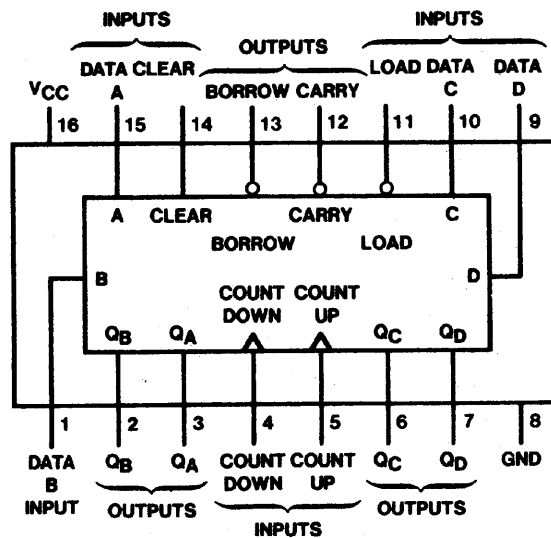 INPUTS
INPUTS
OUTPUTS
DATA CLEAR
LOAD DATA
DATA
VCC
A
BORROW CARRY
C
D
16
15
14
13
12
11
10
9
A
CLEAR
CARRY
C
BORROW
LOAD
B
D
COUNT
COUNT
DOWN
UP
QB
QA
QC
QD
1
2
3
4
5
6
7
8
DATA
QB
QA
COUNT
COUNT
QC
QD
GND
B
DOWN
UP
INPUT
OUTPUTS
OUTPUTS
INPUTS